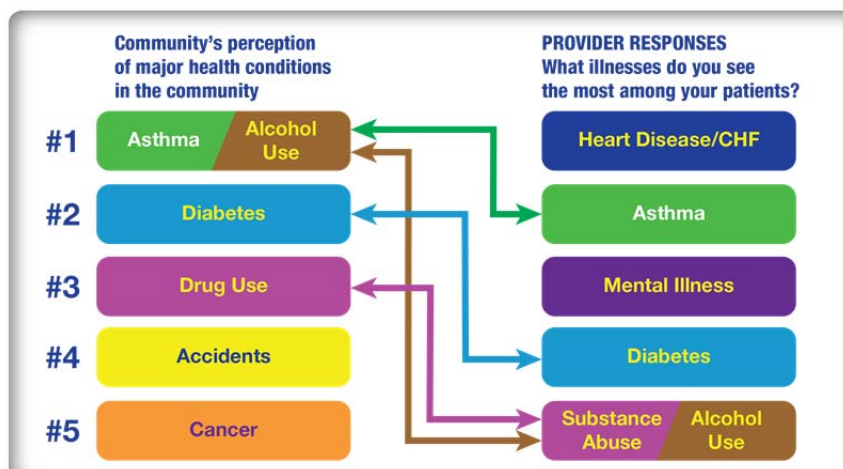 Community's perception
of major health conditions
in the community
PROVIDER RESPONSES
What illnesses do you see
the most among your patients?
#1
Asthma
Alcohol
Use
Heart Disease/CHF
#2
Diabetes
Asthma
#3
Drug Use
Mental Illness
#4
Accidents
Diabetes
#5
Cancer
Substance
Abuse
Alcohol
Use